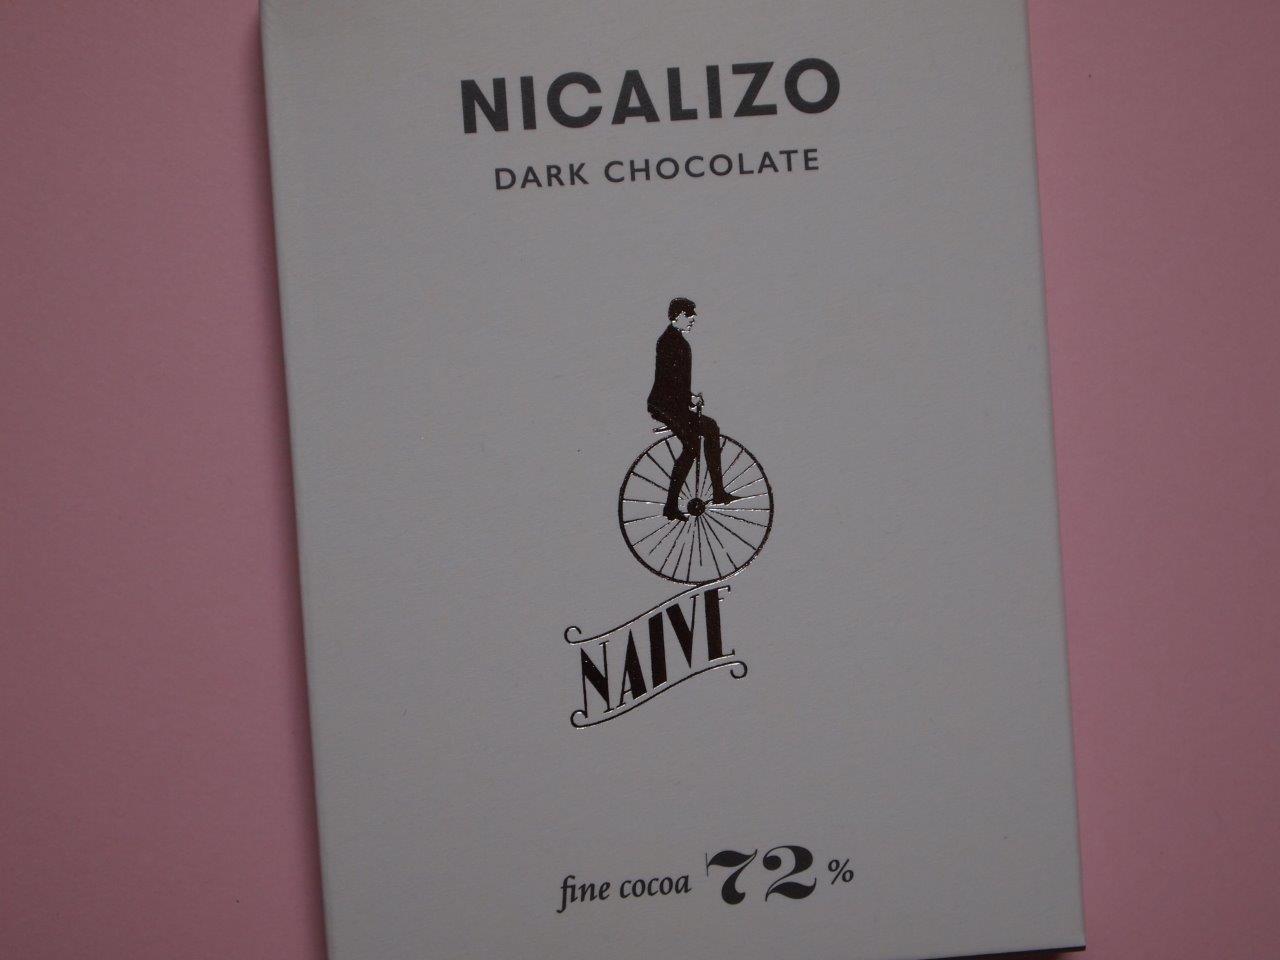 NICALIZO
DARK CHOCOLATE
NAIVE
fine cocoa 72%